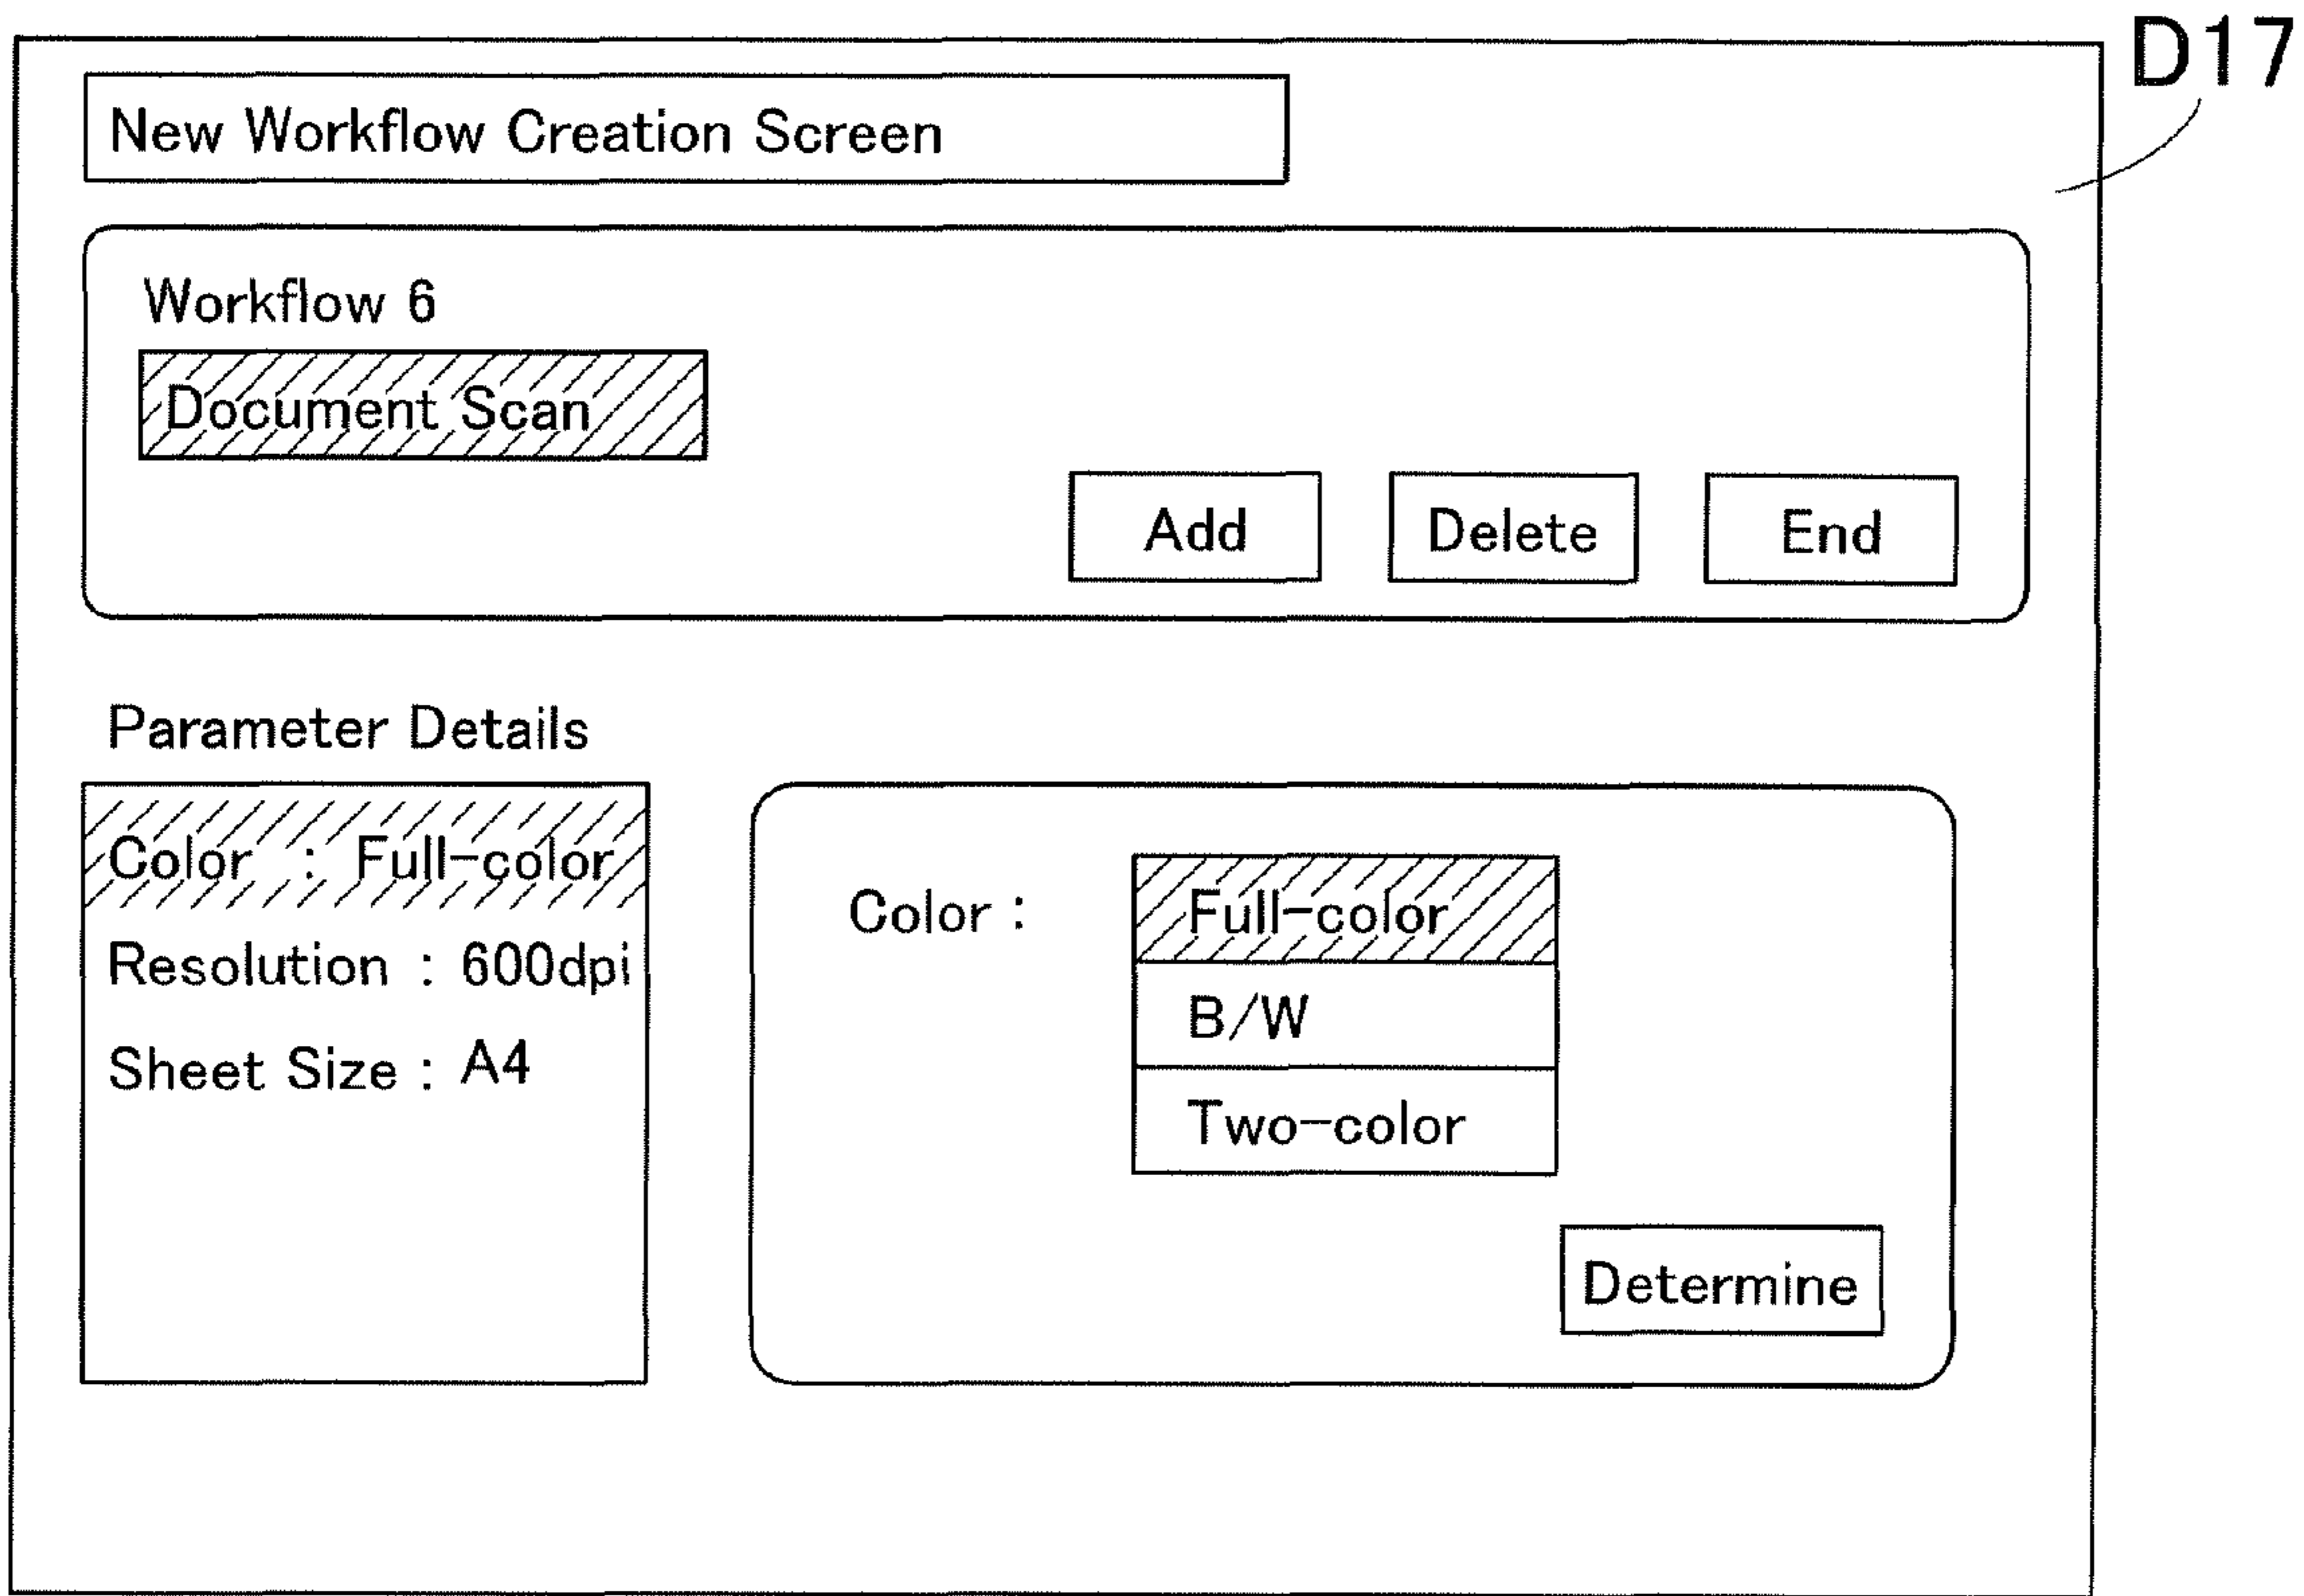 D17
New Workflow Creation Screen
Workflow 6
Document Scan
Add Delete End
Parameter Details
Color : Full-color
Resolution : 600dpi
Sheet Size : A4
Color :
Full-color
B/W
Two-color
Determine